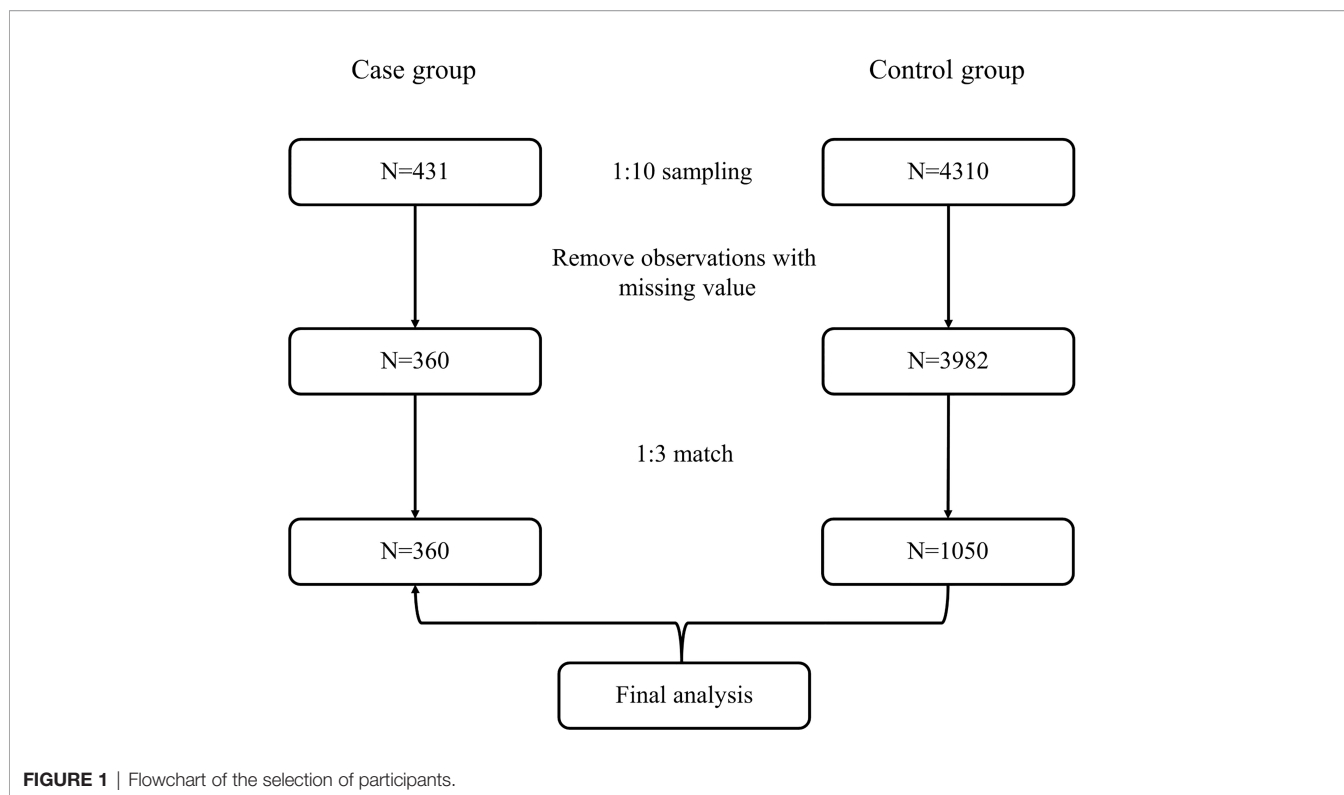 Case group
Control group
N=431
1:10 sampling
N=4310
Remove observations with
missing value
N=360
N=3982
1:3 match
N=360
N=1050
Final analysis
FIGURE 1 | Flowchart of the selection of participants.